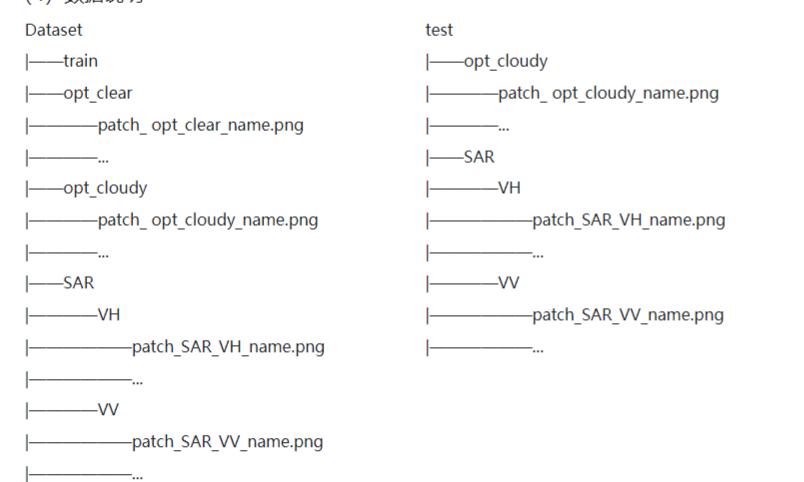 Dataset
|——train
|——opt_clear
|————patch_ opt_clear_name.png
|————...
|——opt_cloudy
|————patch_ opt_cloudy_name.png
|————...
|——SAR
|————VH
|——————patch_SAR_VH_name.png
|——————...
|————VV
|——————patch_SAR_VV_name.png
|——————...
test
|——opt_cloudy
|————patch_ opt_cloudy_name.png
|————...
|——SAR
|————VH
|——————patch_SAR_VH_name.png
|——————...
|————VV
|——————patch_SAR_VV_name.png
|——————...